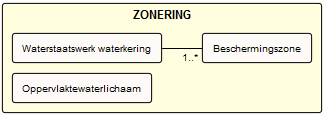 ZONERING
Waterstaatswerk waterkering
Beschermingszone
1..*
Oppervlaktewaterlichaam